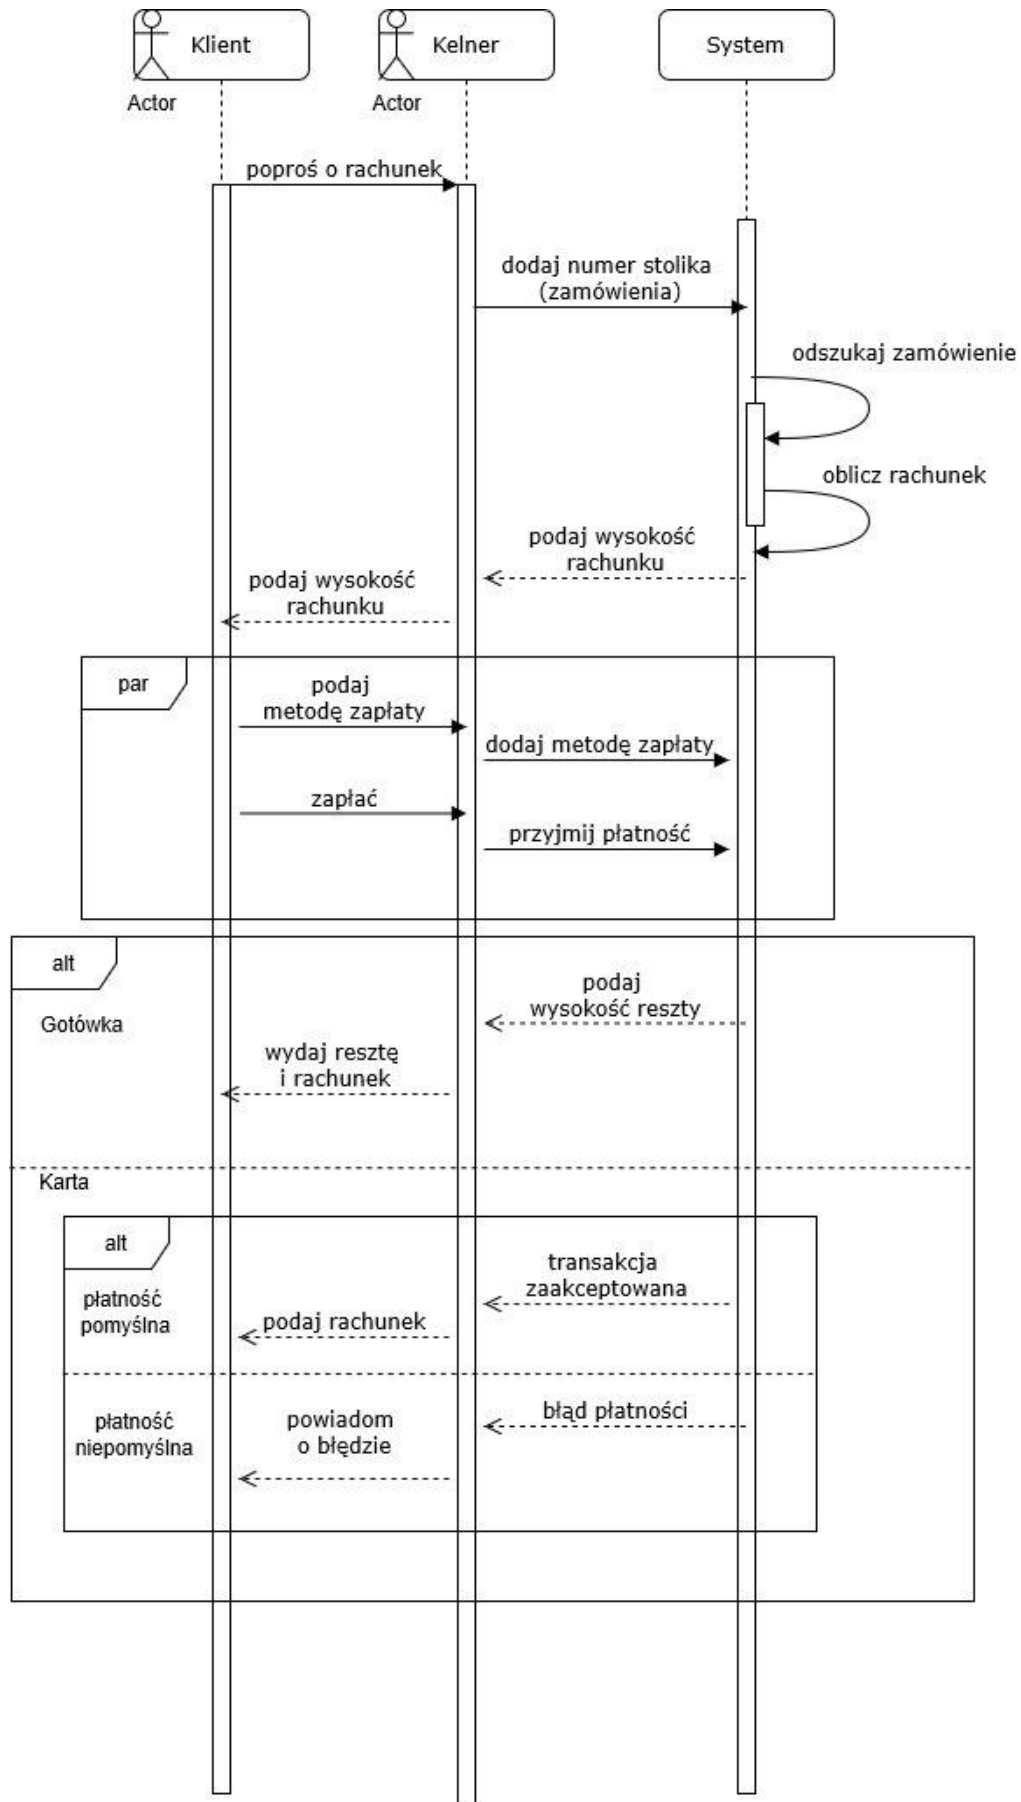 Klient
Kelner
System
Actor
Actor
poproś o rachunek
dodaj numer stolika
(zamówienia)
odszukaj zamówienie
oblicz rachunek
podaj wysokość
rachunku
podaj wysokość
rachunku
par
podaj
metodę zapłaty
dodaj metodę zapłaty
zapłać
przyjmij płatność
alt
Gotówka
podaj
wysokość reszty
wydaj resztę
i rachunek
Karta
alt
płatność
pomyślna
transakcja
zaakceptowana
podaj rachunek
płatność
niepomyślna
błąd płatności
powiadom
o błędzie